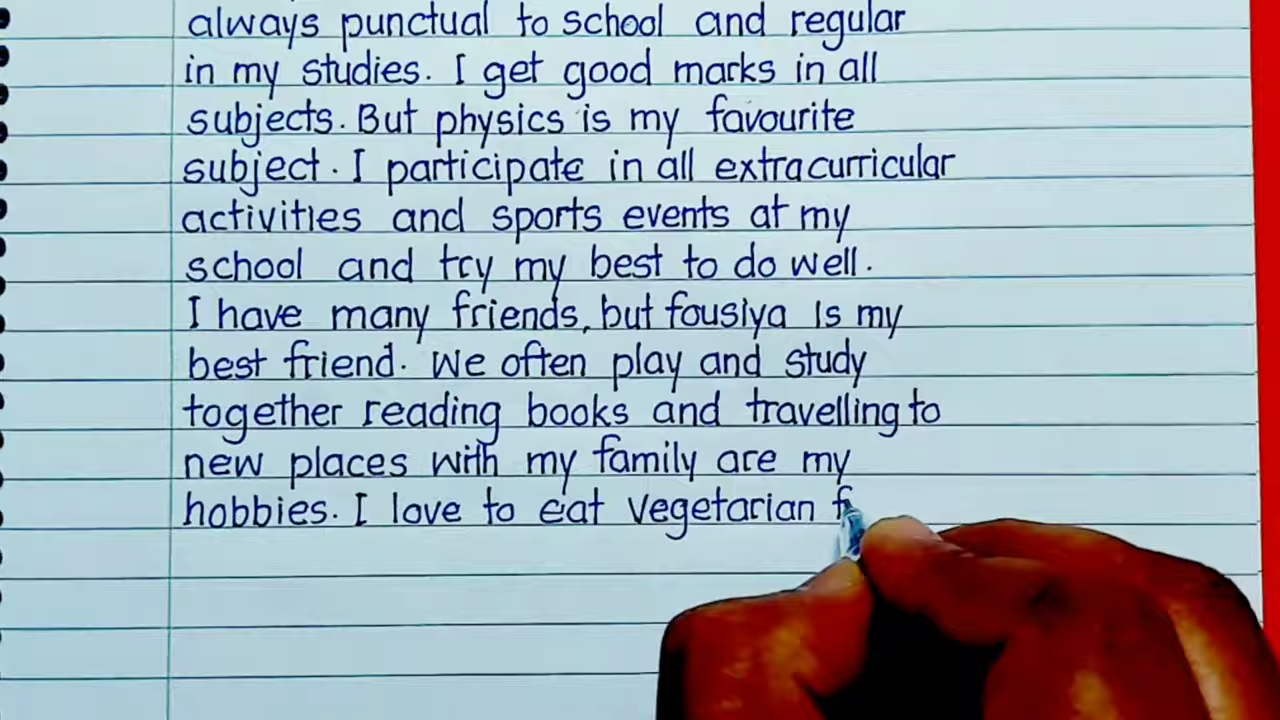 always punctual to school and regular
in my studies. I get good marks in all
subjects. But physics is my favourite
subject. I participate in all extracurricular
activities and sports events at my
school and try my best to do well.
I have many friends, but fousiya is my
best friend. We often play and study
together reading books and travelling to
new places with my family are my
hobbies. I love to eat vegetarian f